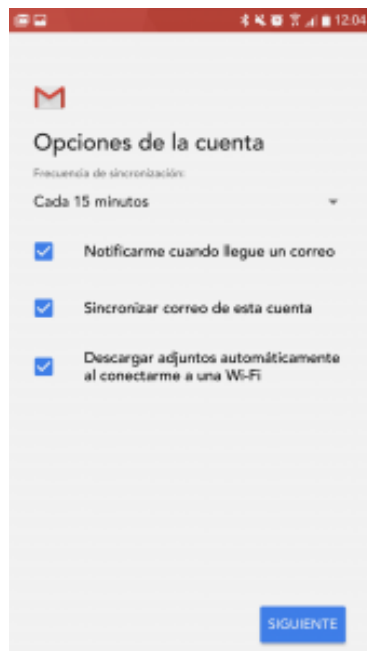 12:04
Opciones de la cuenta
Frecuencia de sincronización:
Cada 15 minutos
Notificarme cuando llegue un correo
Sincronizar correo de esta cuenta
Descargar adjuntos automáticamente
al conectarme a una Wi-Fi
SIGUIENTE